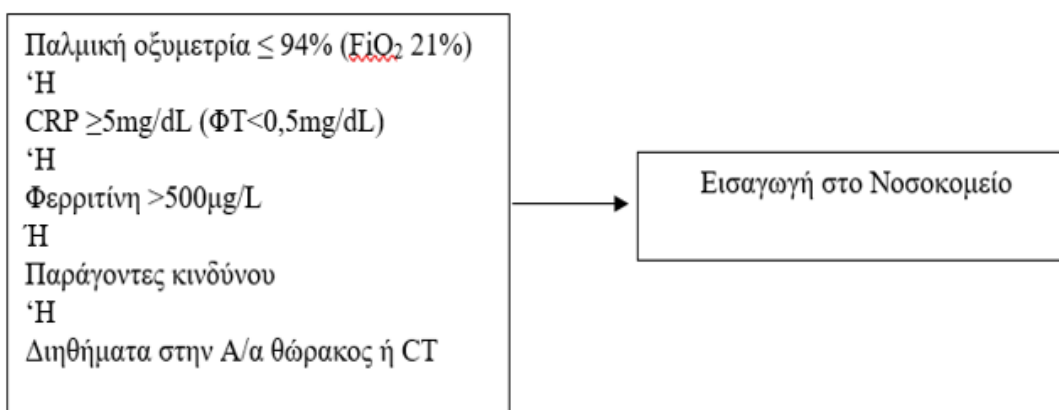 Παλμική οξυμετρία ≤ 94% (FiO₂ 21%)
‘Η
CRP ≥5mg/dL (ΦΤ<0,5mg/dL)
‘Η
Φερριτίνη >500μg/L
Ή
Παράγοντες κινδύνου
‘Η
Διηθήματα στην Α/α θώρακος ή CT
Εισαγωγή στο Νοσοκομείο